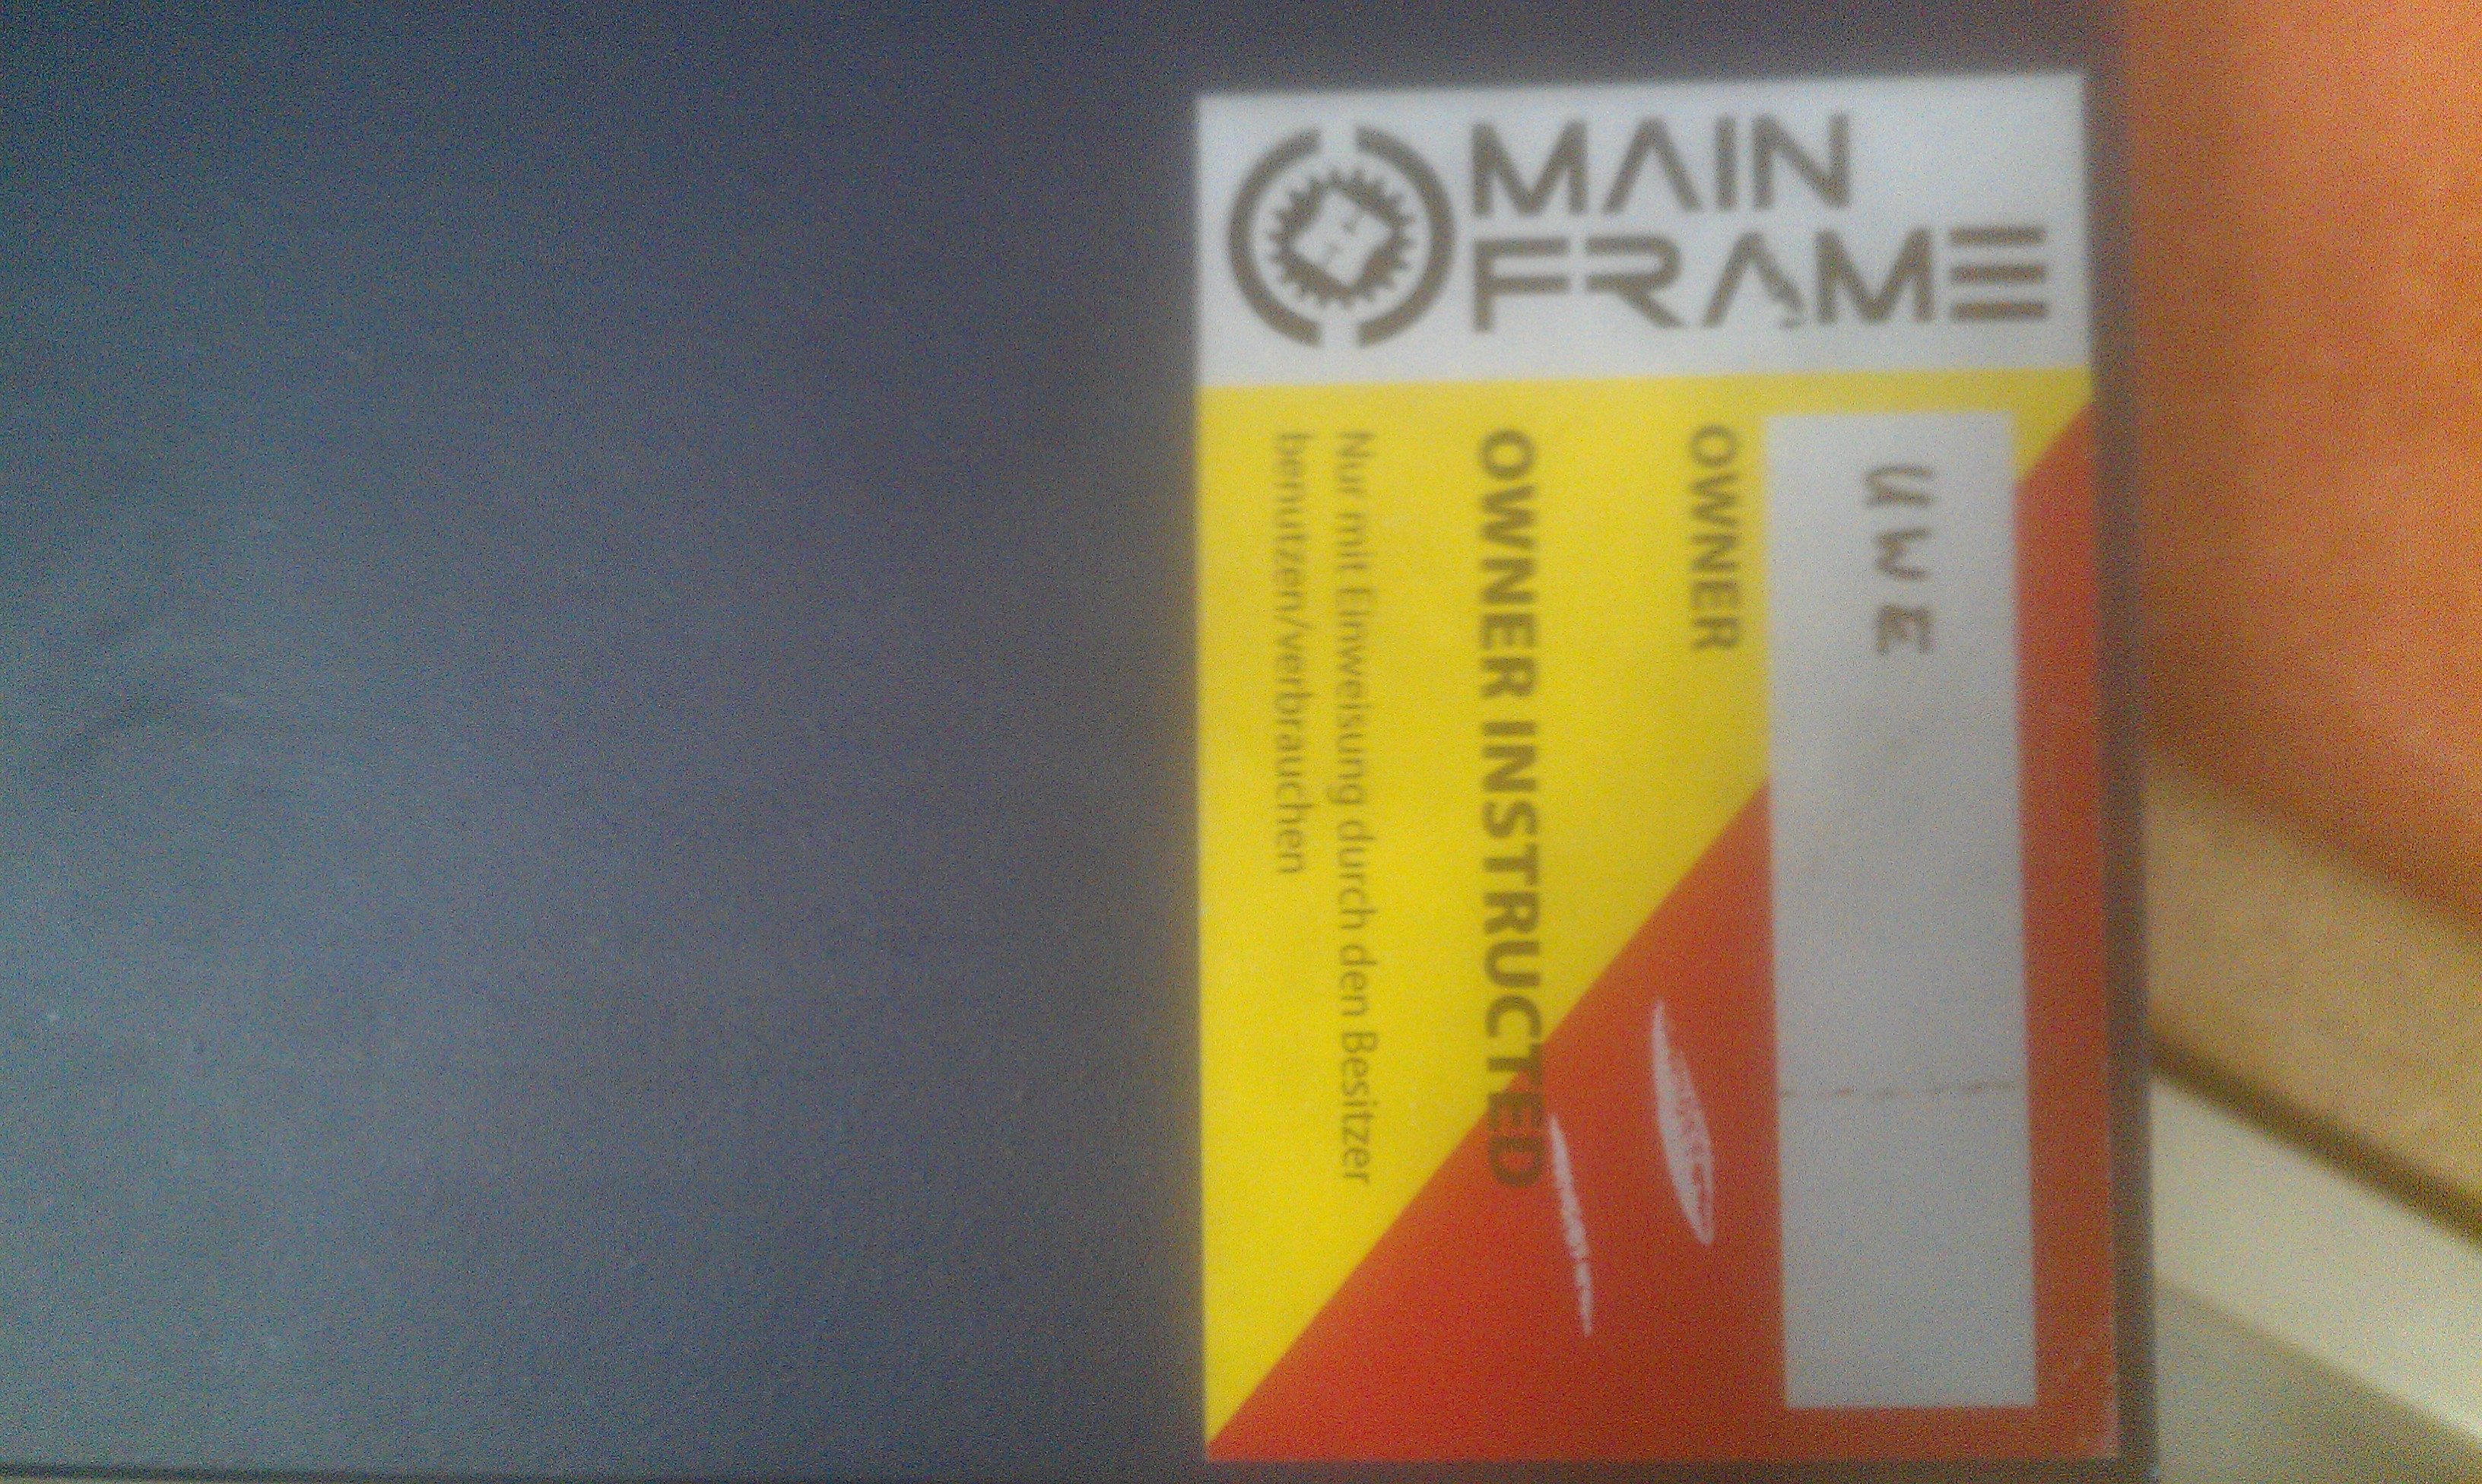 MAIN
FRAME
OWNER
UWE
OWNER INSTRUCTED
Nur mit Einweisung durch den Besitzer
benutzen/verbrauchen